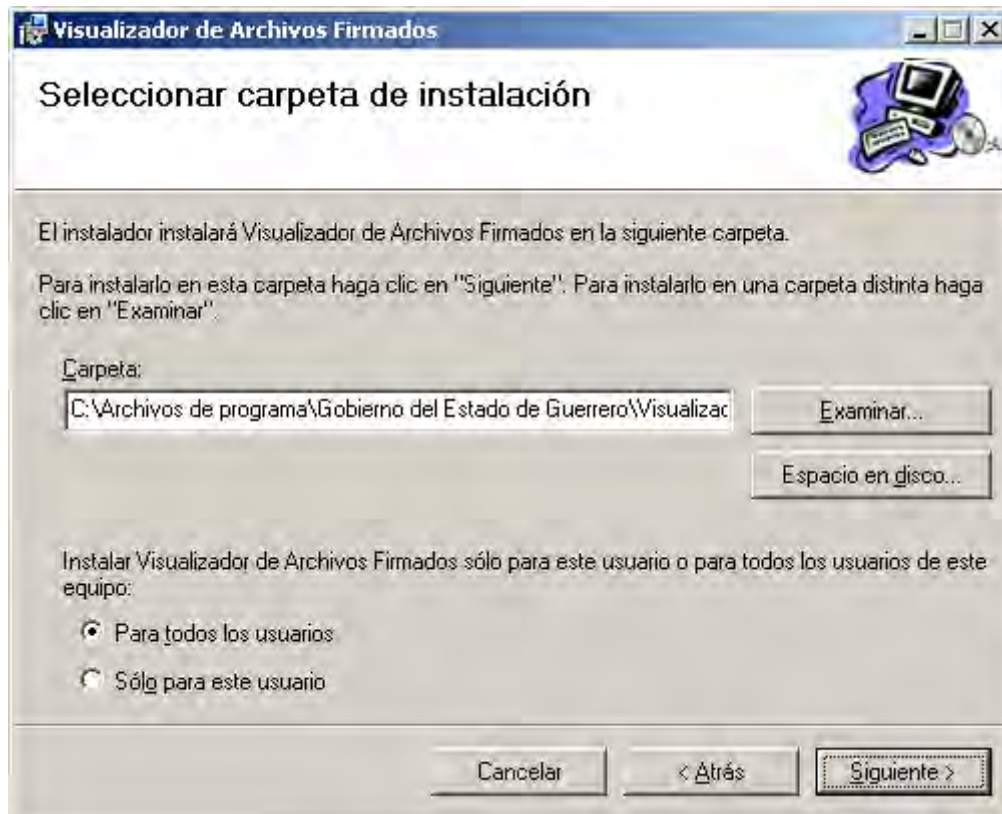 Visualizador de Archivos Firmados
Seleccionar carpeta de instalación
El instalador instalará Visualizador de Archivos Firmados en la siguiente carpeta.
Para instalarlo en esta carpeta haga clic en "Siguiente". Para instalarlo en una carpeta distinta haga
clic en "Examinar".
Carpeta:
C:\Archivos de programa\Gobierno del Estado de Guerrero\Visualizac
Examinar...
Espacio en disco...
Instalar Visualizador de Archivos Firmados sólo para este usuario o para todos los usuarios de este
equipo:
Para todos los usuarios
Sólo para este usuario
Cancelar
< Atrás
Siguiente >